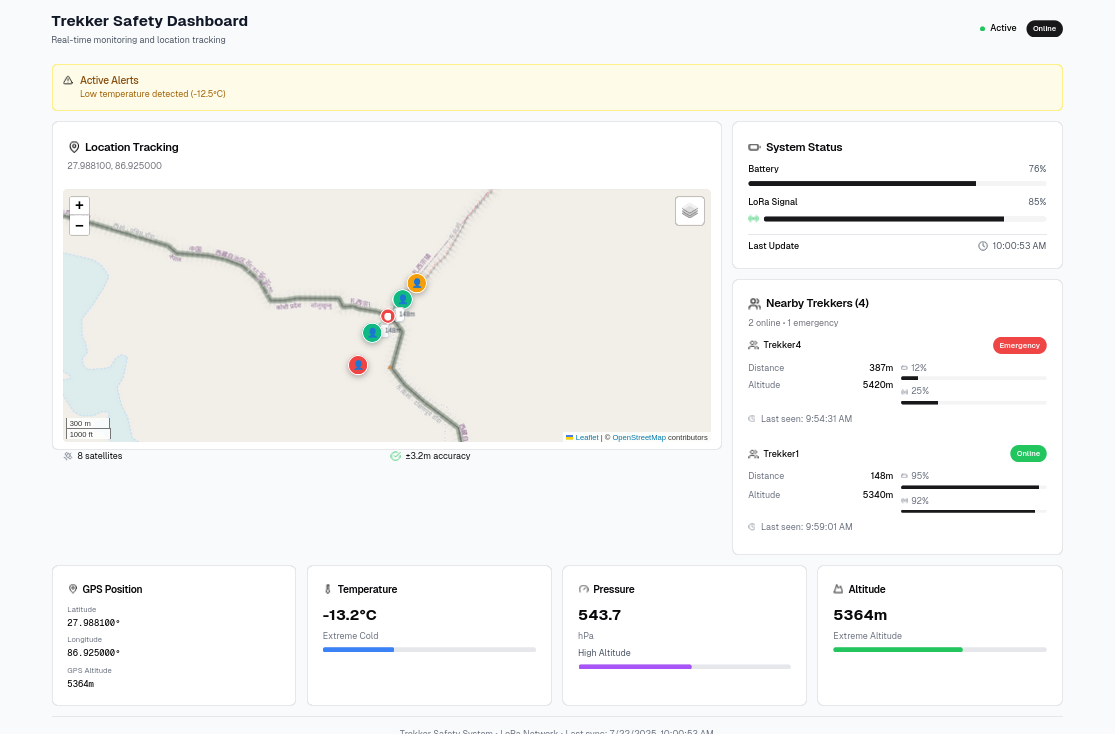 Trekker Safety Dashboard
Real-time monitoring and location tracking
Active
Online
Active Alerts
Low temperature detected (-12.5°C)
Location Tracking
27.988100, 86.925000
+
−
148m
148m
300 m
1000 ft
Leaflet | © OpenStreetMap contributors
8 satellites
±3.2m accuracy
System Status
Battery 76%
LoRa Signal 85%
Last Update 10:00:53 AM
Nearby Trekkers (4)
2 online • 1 emergency
Trekker4 Emergency
Distance 387m 12%
Altitude 5420m 25%
Last seen: 9:54:31 AM
Trekker1 Online
Distance 148m 95%
Altitude 5340m 92%
Last seen: 9:59:01 AM
GPS Position
Latitude
27.988100°
Longitude
86.925000°
GPS Altitude
5364m
Temperature
-13.2°C
Extreme Cold
Pressure
543.7
hPa
High Altitude
Altitude
5364m
Extreme Altitude
Trekker Safety System • LoRa Network • Last sync: 7/22/2025, 10:00:53 AM